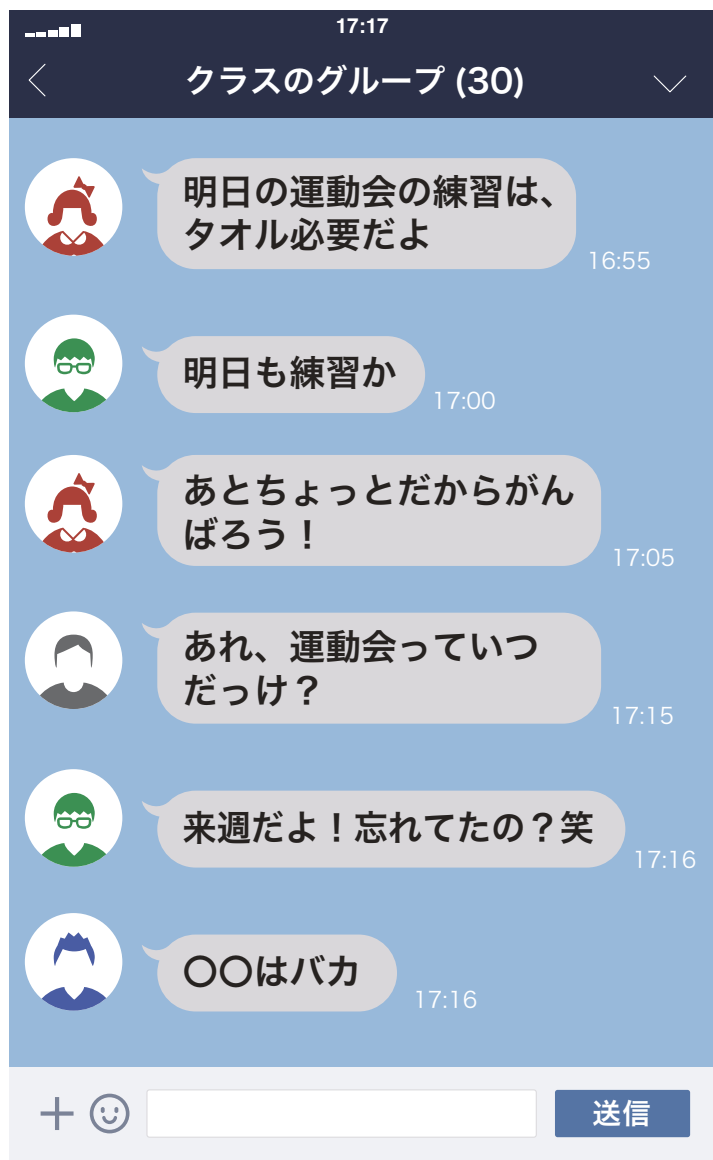 17:17
クラスのグループ (30)
明日の運動会の練習は、
タオル必要だよ
16:55
明日も練習か
17:00
あとちょっとだからがん
ばろう！
17:05
あれ、運動会っていつ
だっけ？
17:15
来週だよ！忘れてたの？笑
17:16
〇〇はバカ
17:16
送信